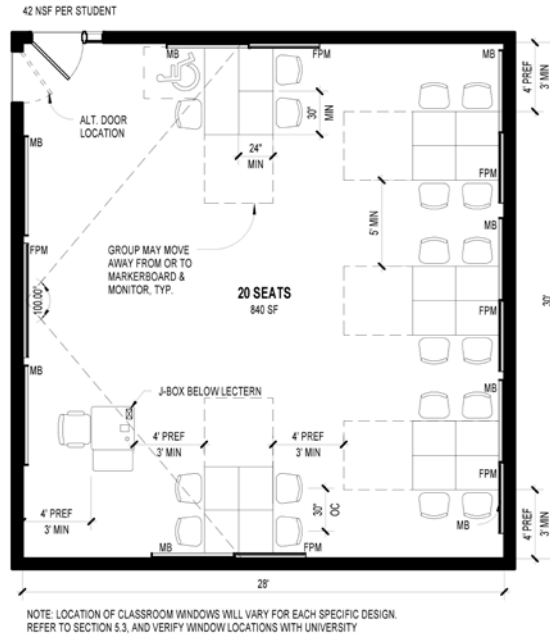 42 NSF PER STUDENT
MB
FPM
MB
4' PREF
3' MIN
ALT. DOOR
LOCATION
30"
MIN
MB
24"
MIN
FPM
5' MIN
MB
GROUP MAY MOVE
AWAY FROM OR TO
MARKERBOARD &
MONITOR, TYP.
FPM
100.00°
20 SEATS
840 SF
30'
FPM
MB
J-BOX BELOW LECTERN
MB
4' PREF
3' MIN
4' PREF
3' MIN
FPM
4' PREF
3' MIN
30"
OC
MB
4' PREF
3' MIN
MB
FPM
28'
NOTE: LOCATION OF CLASSROOM WINDOWS WILL VARY FOR EACH SPECIFIC DESIGN.
REFER TO SECTION 5.3, AND VERIFY WINDOW LOCATIONS WITH UNIVERSITY